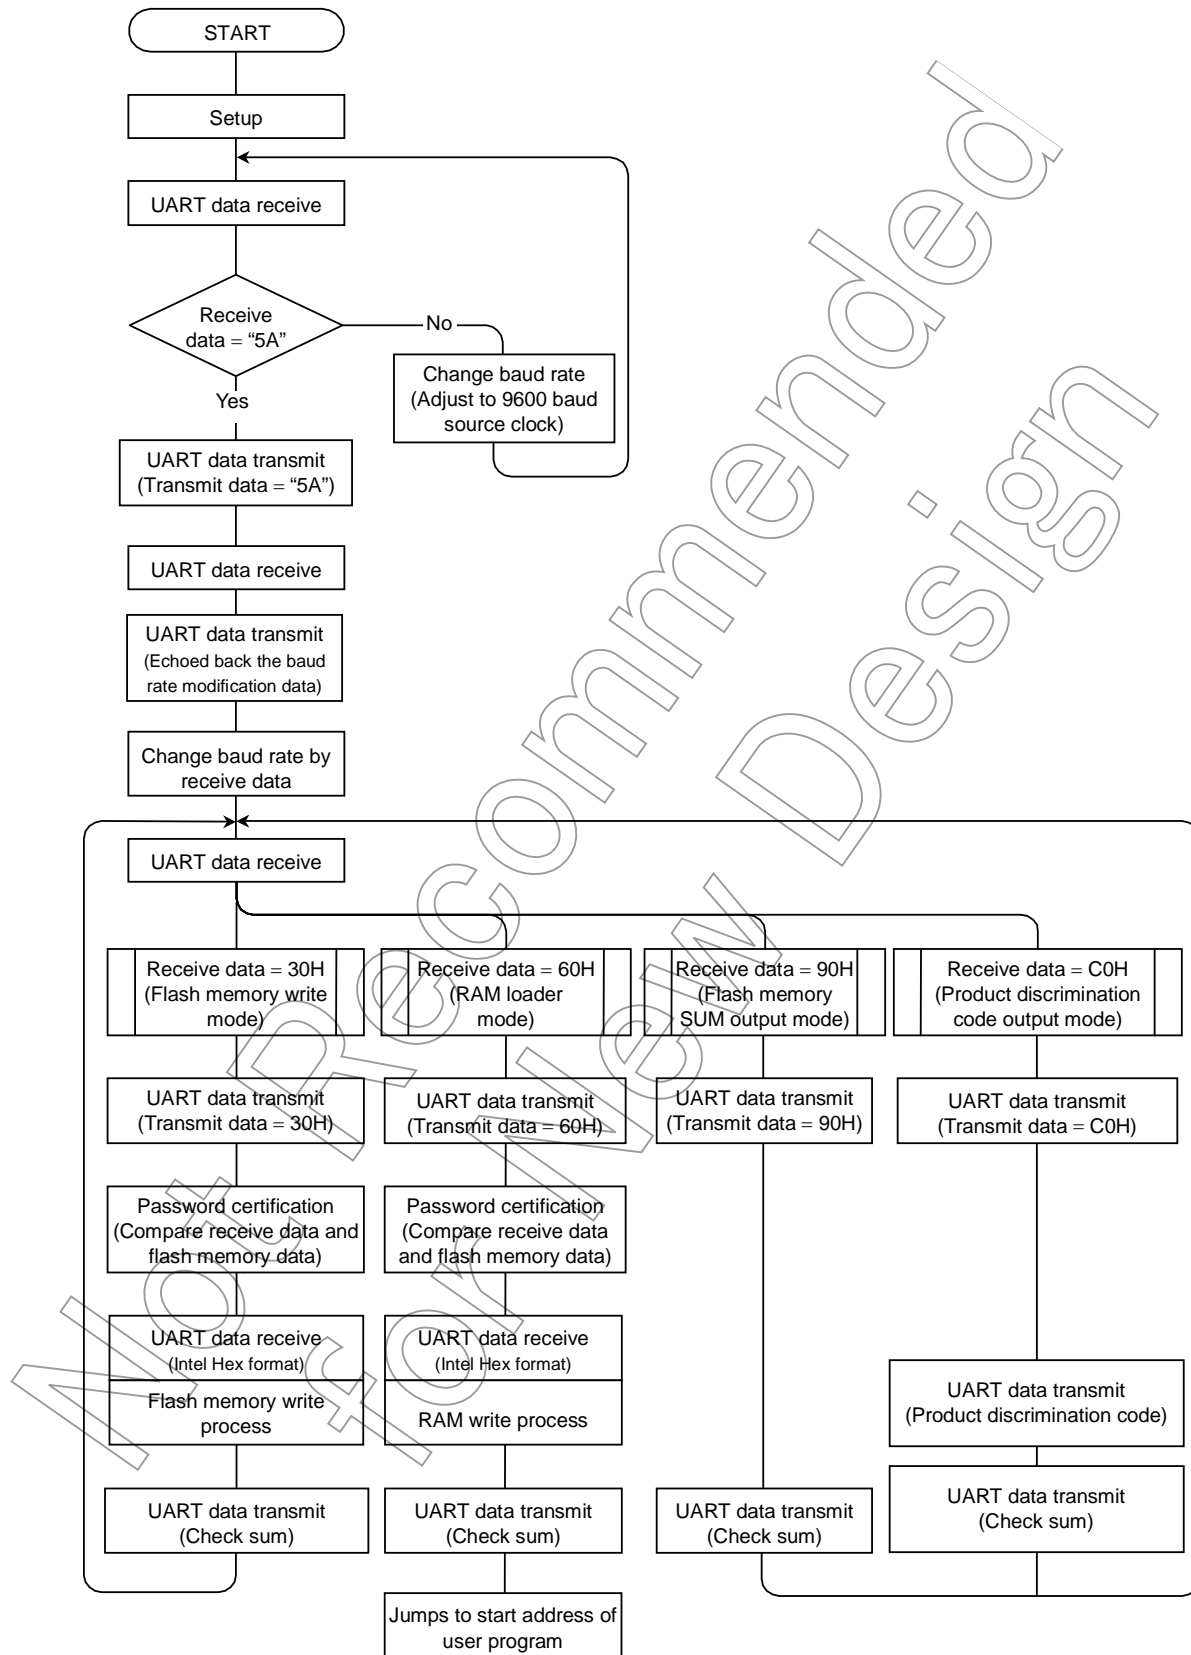 START
Setup
UART data receive
Receive
data = “5A”
No
Change baud rate
(Adjust to 9600 baud
source clock)
Yes
UART data transmit
(Transmit data = “5A”)
UART data receive
UART data transmit
(Echoed back the baud
rate modification data)
Change baud rate by
receive data
UART data receive
Receive data = 30H
(Flash memory write
mode)
Receive data = 60H
(RAM loader
mode)
Receive data = 90H
(Flash memory
SUM output mode)
Receive data = C0H
(Product discrimination
code output mode)
UART data transmit
(Transmit data = 30H)
UART data transmit
(Transmit data = 60H)
UART data transmit
(Transmit data = 90H)
UART data transmit
(Transmit data = C0H)
Password certification
(Compare receive data and
flash memory data)
Password certification
(Compare receive data
and flash memory data)
UART data receive
(Intel Hex format)
Flash memory write
process
UART data receive
(Intel Hex format)
RAM write process
UART data transmit
(Product discrimination code)
UART data transmit
(Check sum)
UART data transmit
(Check sum)
UART data transmit
(Check sum)
UART data transmit
(Check sum)
Jumps to start address of
user program
Not Recommended
for New Design